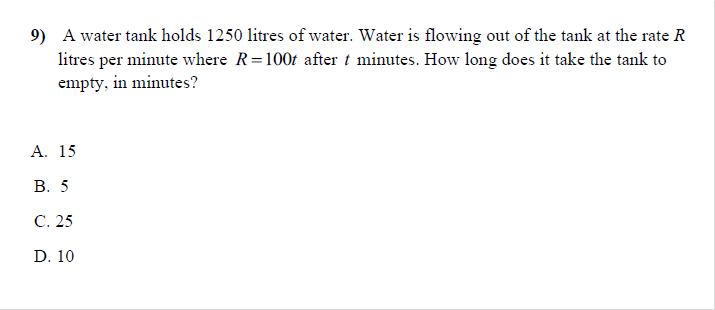 9) A water tank holds 1250 litres of water. Water is flowing out of the tank at the rate R
litres per minute where R=100t after t minutes. How long does it take the tank to
empty, in minutes?
A. 15
B. 5
C. 25
D. 10